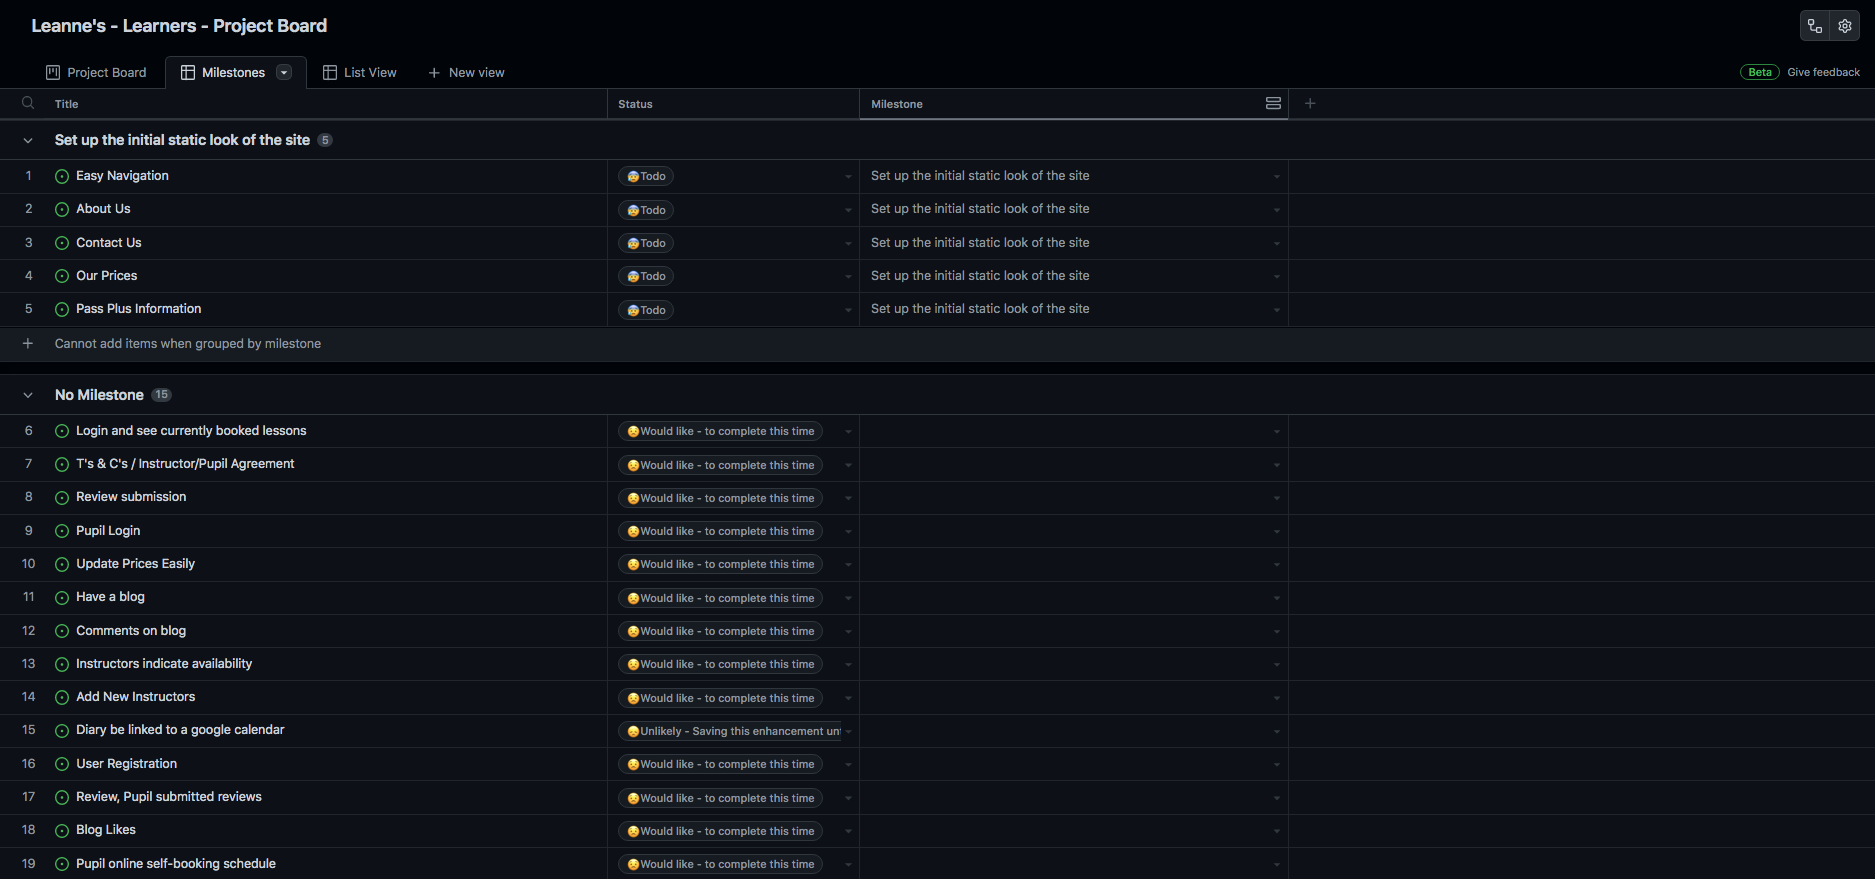 Leanne's - Learners - Project Board
Project Board Milestones List View New view Beta Give feedback
Title Status Milestone
Set up the initial static look of the site 5
1 Easy Navigation Todo Set up the initial static look of the site
2 About Us Todo Set up the initial static look of the site
3 Contact Us Todo Set up the initial static look of the site
4 Our Prices Todo Set up the initial static look of the site
5 Pass Plus Information Todo Set up the initial static look of the site
Cannot add items when grouped by milestone
No Milestone 15
6 Login and see currently booked lessons Would like - to complete this time
7 T's & C's / Instructor/Pupil Agreement Would like - to complete this time
8 Review submission Would like - to complete this time
9 Pupil Login Would like - to complete this time
10 Update Prices Easily Would like - to complete this time
11 Have a blog Would like - to complete this time
12 Comments on blog Would like - to complete this time
13 Instructors indicate availability Would like - to complete this time
14 Add New Instructors Would like - to complete this time
15 Diary be linked to a google calendar Unlikely - Saving this enhancement unt
16 User Registration Would like - to complete this time
17 Review, Pupil submitted reviews Would like - to complete this time
18 Blog Likes Would like - to complete this time
19 Pupil online self-booking schedule Would like - to complete this time